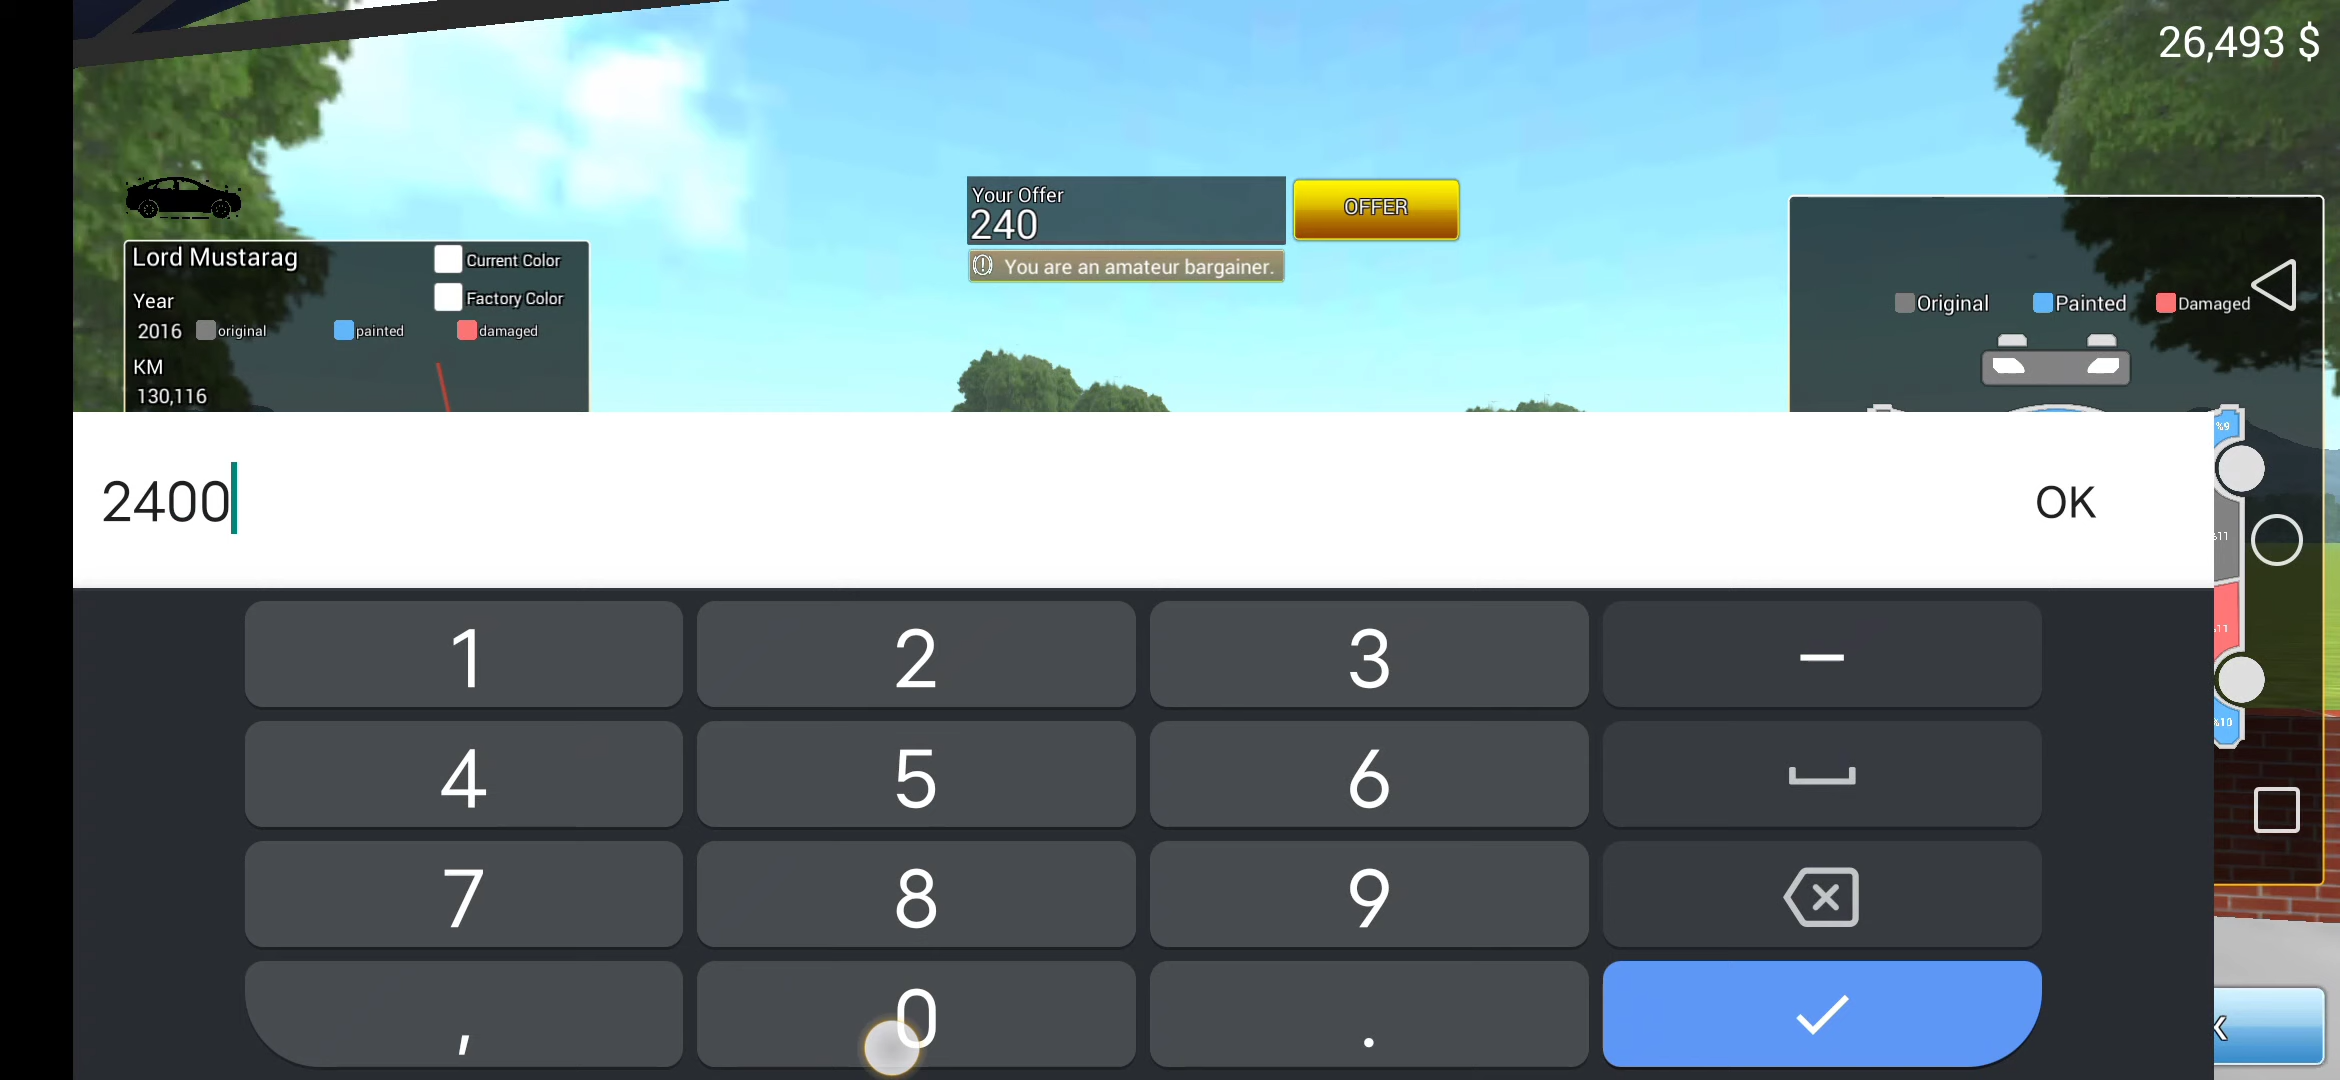 26,493 $
Your Offer
240
OFFER
You are an amateur bargainer.
Lord Mustarag
Current Color
Factory Color
Year
2016
original
painted
damaged
KM
130,116
Original
Painted
Damaged
%9
2400
OK
1
2
3
–
4
5
6
7
8
9
,
0
.
%10